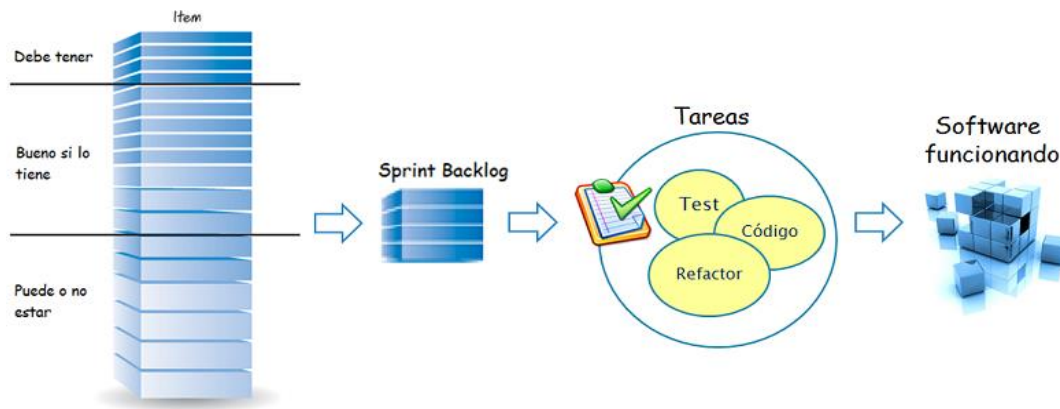 Item
Debe tener
Bueno si lo
tiene
Puede o no
estar
Sprint Backlog
Tareas
Test
Código
Refactor
Software
funcionando